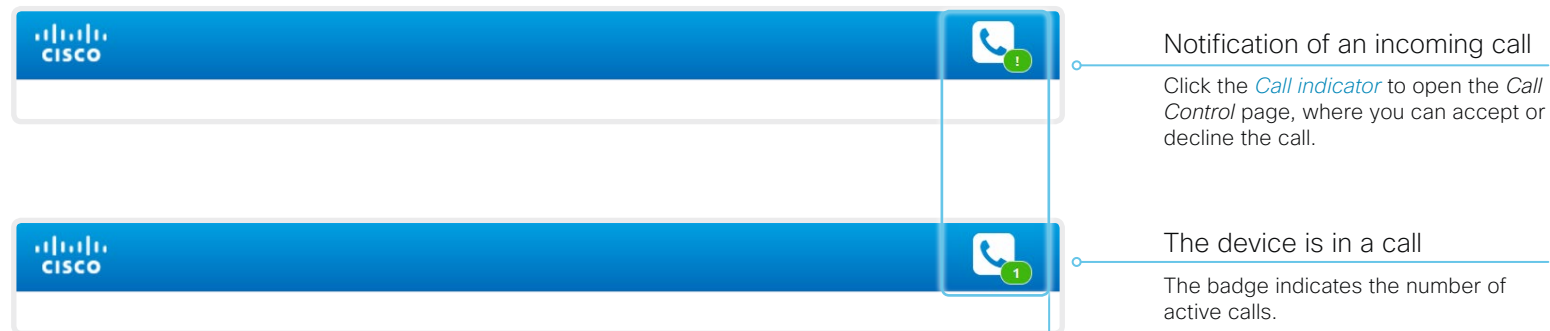 CISCO
!
Notification of an incoming call
Click the Call indicator to open the Call
Control page, where you can accept or
decline the call.
CISCO
1
The device is in a call
The badge indicates the number of
active calls.